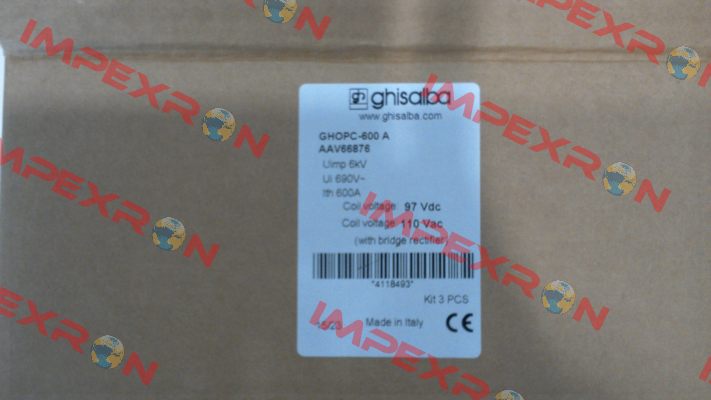 ghisalba
www.ghisalba.com
GHOPC-600 A
AAV66876
Uimp 6kV
Ui 690V~
Ith 600A
Coil voltage: 97 Vdc
Coil voltage: 110 Vac
(with bridge rectifier)
*4118493*
Kit 3 PCS
Made in Italy CE
IMPEXRON
IMPEXRON
IMPEXRON
IMPEXRON
IMPEXRON
IMPEXRON